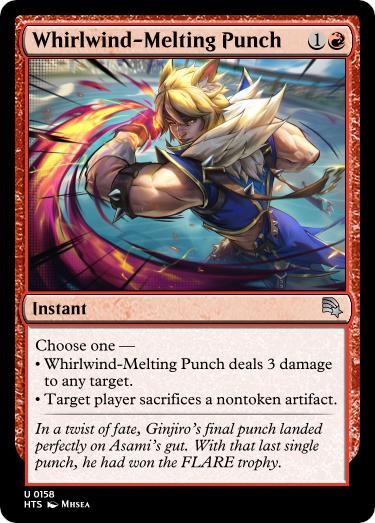 Whirlwind-Melting Punch 1
Instant
Choose one —
• Whirlwind-Melting Punch deals 3 damage
to any target.
• Target player sacrifices a nontoken artifact.
In a twist of fate, Ginjiro's final punch landed
perfectly on Asami's gut. With that last single
punch, he had won the FLARE trophy.
U 0158
HTS Mhsea